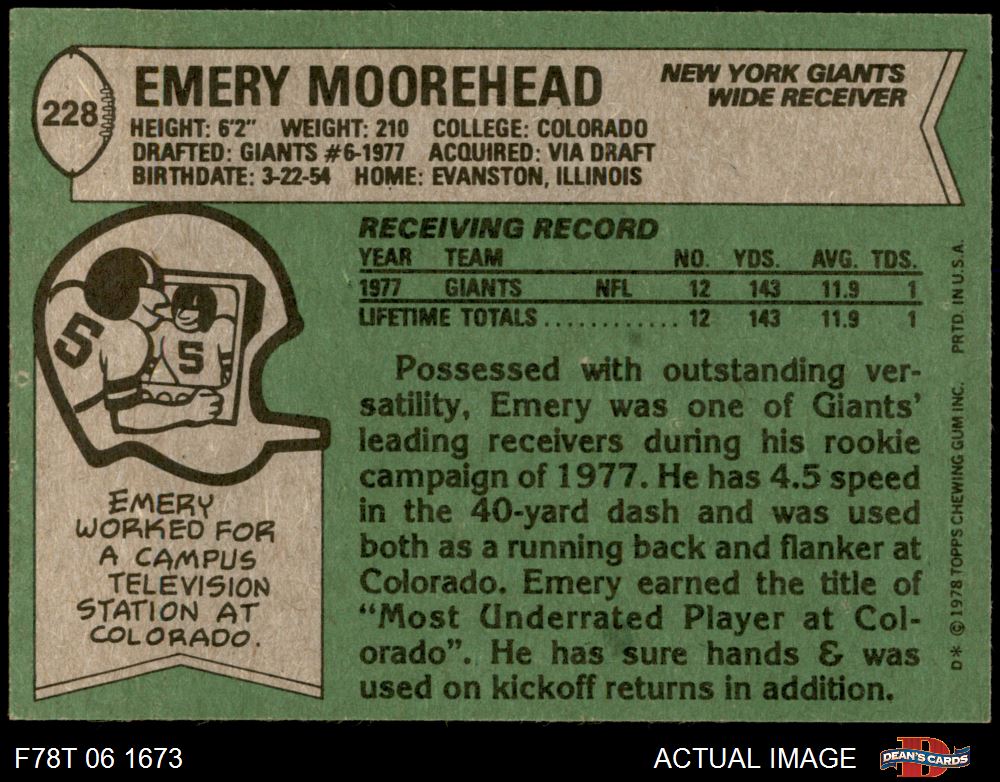 228
EMERY MOOREHEAD
NEW YORK GIANTS
WIDE RECEIVER
HEIGHT: 6'2" WEIGHT: 210 COLLEGE: COLORADO
DRAFTED: GIANTS #6-1977 ACQUIRED: VIA DRAFT
BIRTHDATE: 3-22-54 HOME: EVANSTON, ILLINOIS
RECEIVING RECORD
YEAR TEAM NO. YDS. AVG. TDS.
1977 GIANTS NFL 12 143 11.9 1
LIFETIME TOTALS ............ 12 143 11.9 1
5
5
EMERY
WORKED FOR
A CAMPUS
TELEVISION
STATION AT
COLORADO.
Possessed with outstanding ver-
satility, Emery was one of Giants'
leading receivers during his rookie
campaign of 1977. He has 4.5 speed
in the 40-yard dash and was used
both as a running back and flanker at
Colorado. Emery earned the title of
"Most Underrated Player at Col-
orado". He has sure hands & was
used on kickoff returns in addition.
D* © 1978 TOPPS CHEWING GUM INC. PRTD. IN U.S.A.
F78T 06 1673
ACTUAL IMAGE
D
DEAN'S CARDS